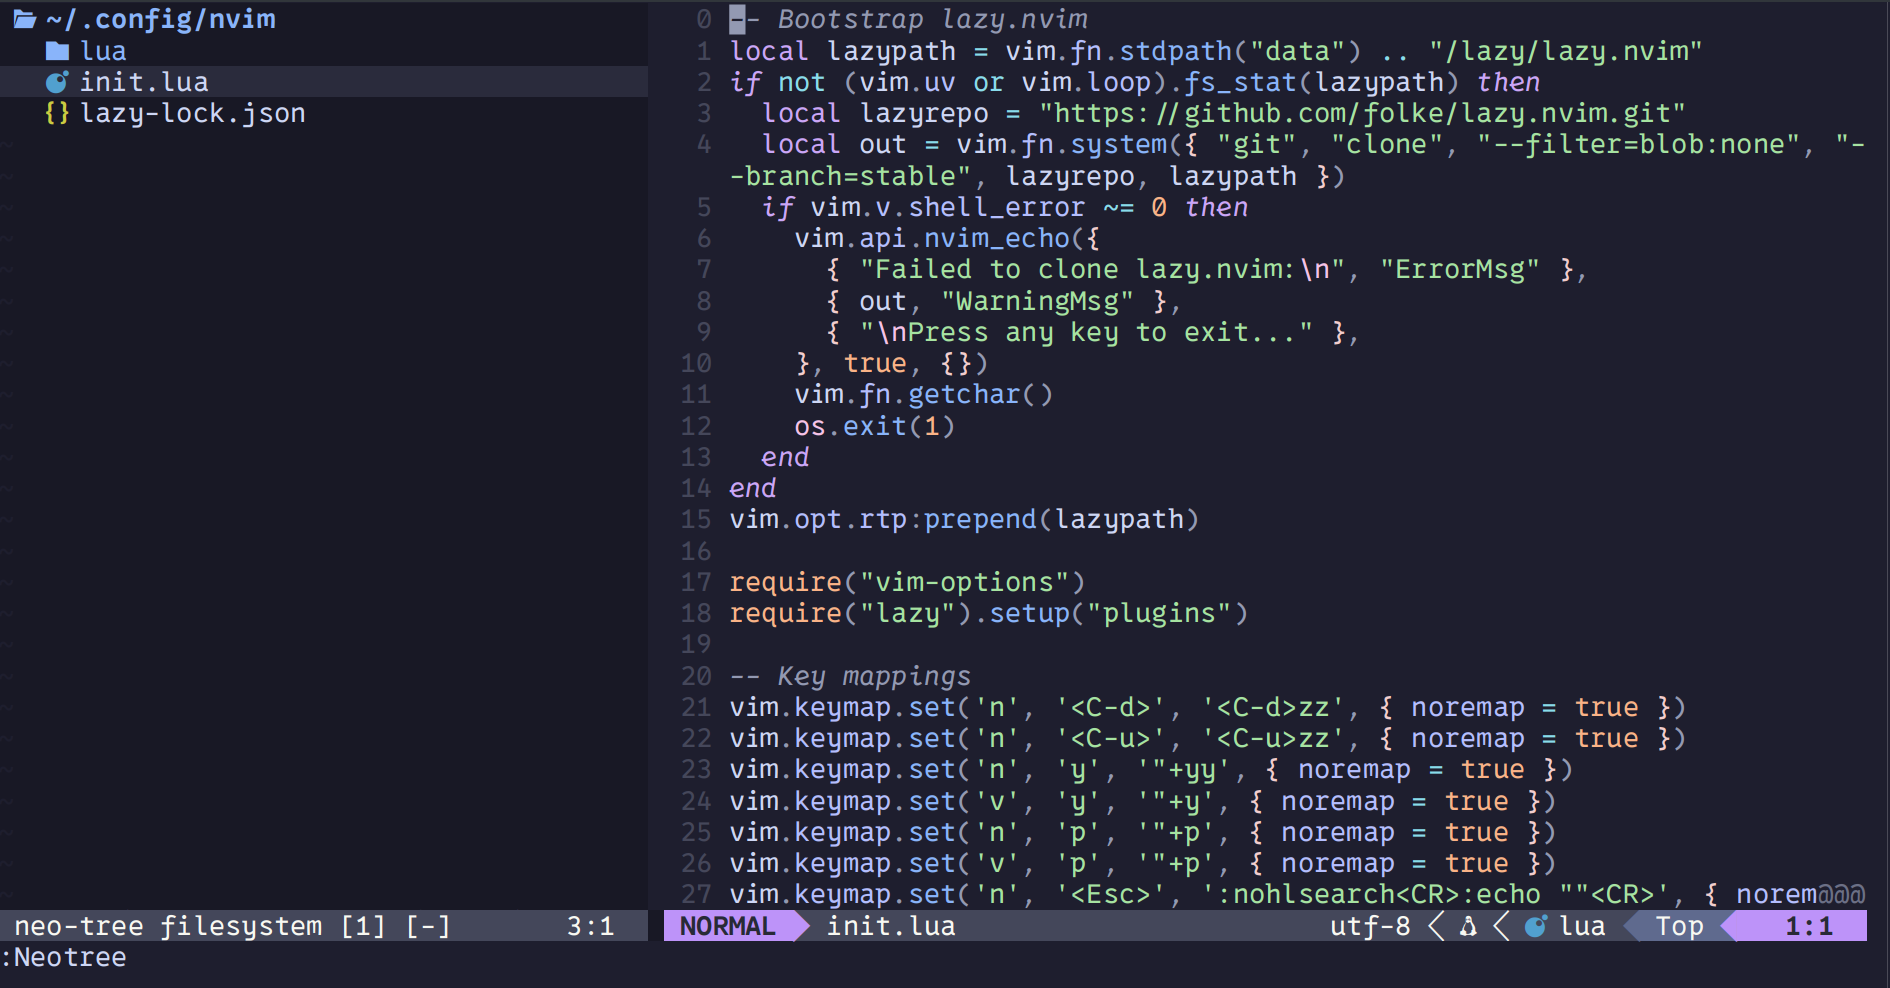 ~/.config/nvim
lua
init.lua
{} lazy-lock.json
0 -- Bootstrap lazy.nvim
1 local lazypath = vim.fn.stdpath("data") .. "/lazy/lazy.nvim"
2 if not (vim.uv or vim.loop).fs_stat(lazypath) then
3   local lazyrepo = "https://github.com/folke/lazy.nvim.git"
4   local out = vim.fn.system({ "git", "clone", "--filter=blob:none", "-
-branch=stable", lazyrepo, lazypath })
5   if vim.v.shell_error ~= 0 then
6     vim.api.nvim_echo({
7       { "Failed to clone lazy.nvim:\n", "ErrorMsg" },
8       { out, "WarningMsg" },
9       { "\nPress any key to exit..." },
10     }, true, {})
11     vim.fn.getchar()
12     os.exit(1)
13   end
14 end
15 vim.opt.rtp:prepend(lazypath)
16
17 require("vim-options")
18 require("lazy").setup("plugins")
19
20 -- Key mappings
21 vim.keymap.set('n', '<C-d>', '<C-d>zz', { noremap = true })
22 vim.keymap.set('n', '<C-u>', '<C-u>zz', { noremap = true })
23 vim.keymap.set('n', 'y', '"+yy', { noremap = true })
24 vim.keymap.set('v', 'y', '"+y', { noremap = true })
25 vim.keymap.set('n', 'p', '"+p', { noremap = true })
26 vim.keymap.set('v', 'p', '"+p', { noremap = true })
27 vim.keymap.set('n', '<Esc>', ':nohlsearch<CR>:echo ""<CR>', { norem@@@
neo-tree filesystem [1] [-] 3:1
NORMAL init.lua utf-8 lua Top 1:1
:Neotree